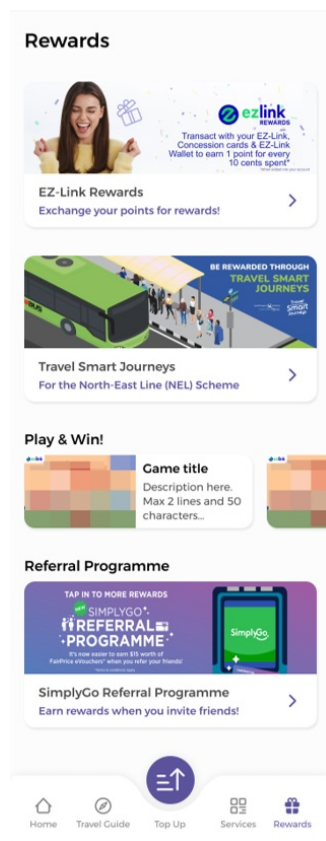 Rewards
ezlink
REWARDS
Transact with your EZ-Link,
Concession cards & EZ-Link
Wallet to earn 1 point for every
10 cents spent*
EZ-Link Rewards
Exchange your points for rewards!
BE REWARDED THROUGH
TRAVEL SMART
JOURNEYS
BUS
Travel
smart
Journeys
Travel Smart Journeys
For the North-East Line (NEL) Scheme
Play & Win!
Game title
Description here.
Max 2 lines and 50
characters...
Referral Programme
TAP IN TO MORE REWARDS
NEW
SIMPLYGO
REFERRAL
PROGRAMME
It's now easier to earn $15 worth of
FairPrice eVouchers* when you refer your friends!
SimplyGo
SimplyGo Referral Programme
Earn rewards when you invite friends!
Home
Travel Guide
Top Up
Services
Rewards